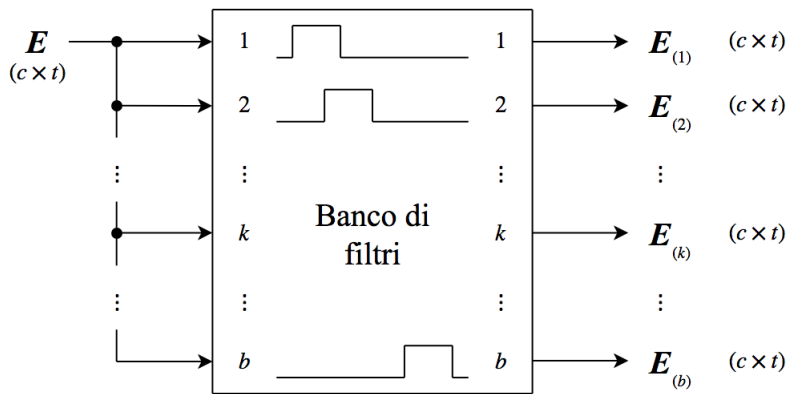 E 1 1 E(1) (c × t)
(c × t)
2 2 E(2) (c × t)
⋮ ⋮ ⋮ ⋮
Banco di
k k E(k) (c × t)
filtri
⋮ ⋮ ⋮ ⋮
b b E(b) (c × t)